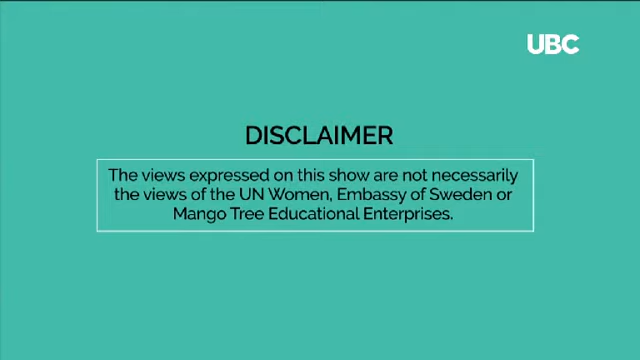 UBC
DISCLAIMER
The views expressed on this show are not necessarily
the views of the UN Women, Embassy of Sweden or
Mango Tree Educational Enterprises.